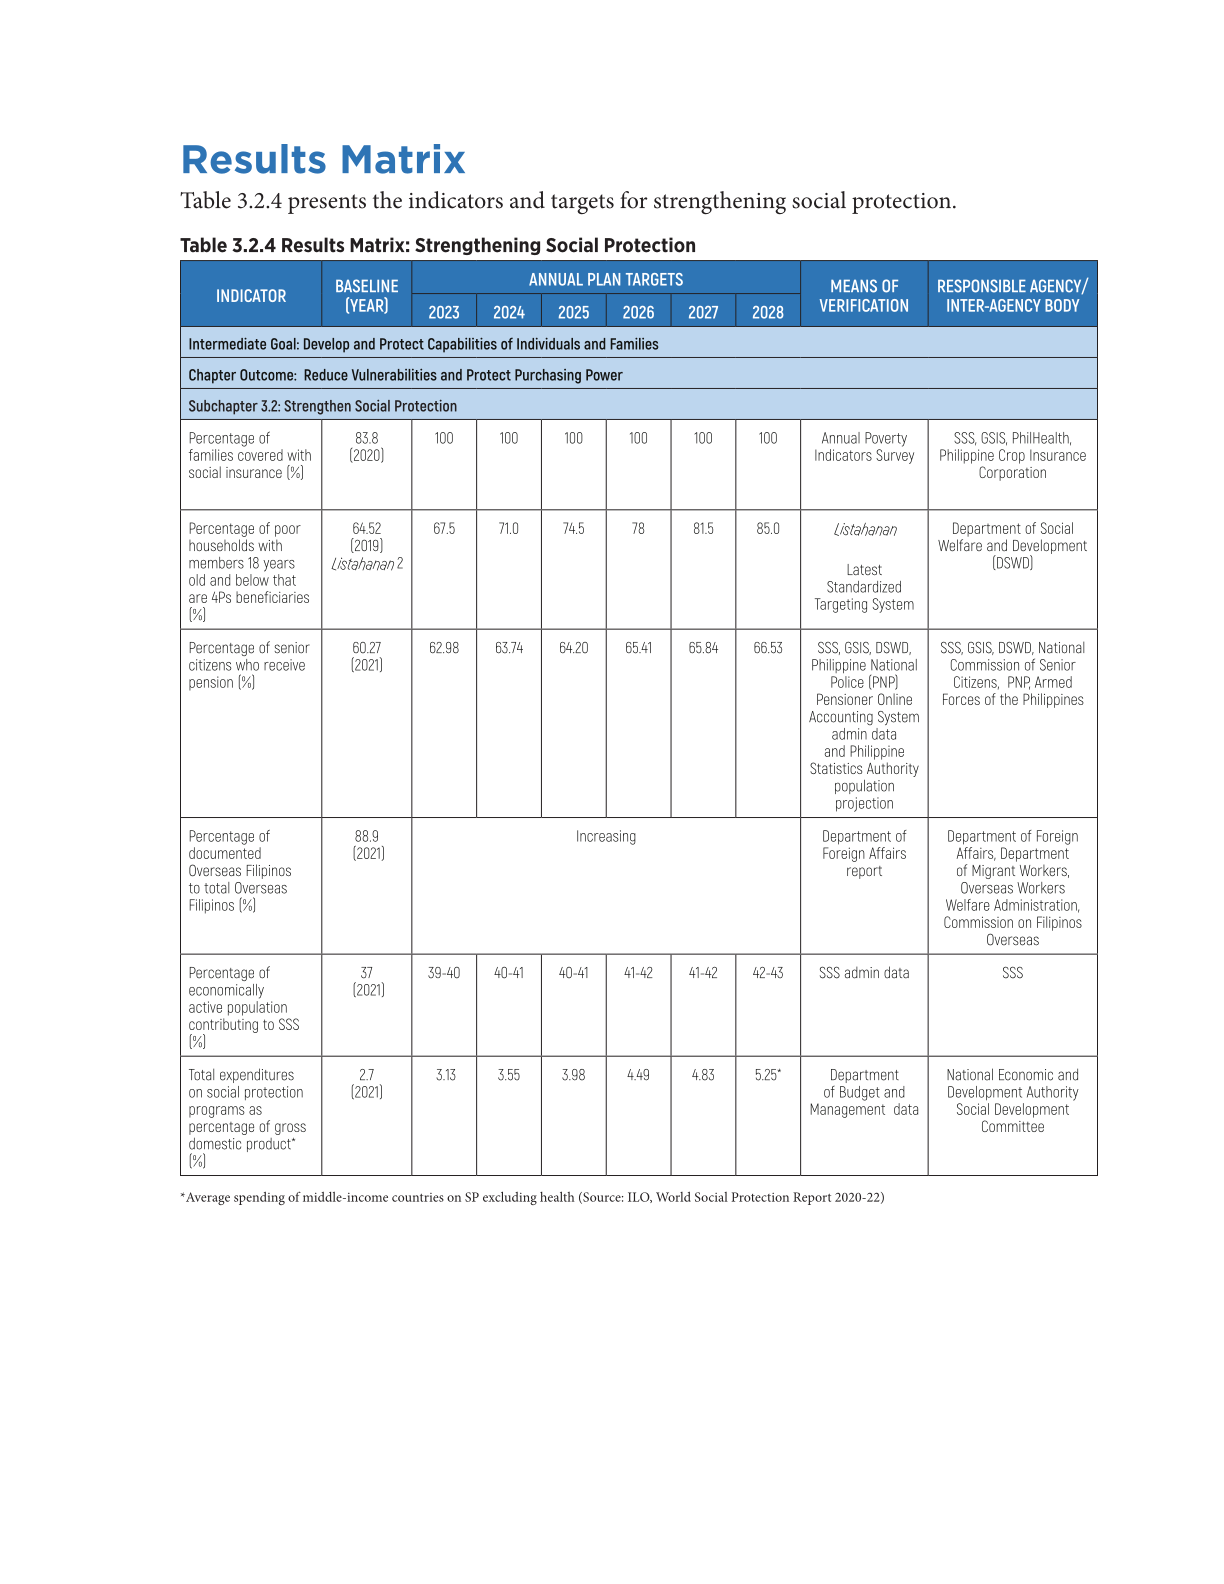 Results Matrix
Table 3.2.4 presents the indicators and targets for strengthening social protection.
Table 3.2.4 Results Matrix: Strengthening Social Protection
INDICATOR
BASELINE
(YEAR)
ANNUAL PLAN TARGETS
2023 2024 2025 2026 2027 2028
MEANS OF
VERIFICATION
RESPONSIBLE AGENCY/
INTER-AGENCY BODY
Intermediate Goal: Develop and Protect Capabilities of Individuals and Families
Chapter Outcome: Reduce Vulnerabilities and Protect Purchasing Power
Subchapter 3.2: Strengthen Social Protection
Percentage of
families covered with
social insurance (%)
83.8
(2020)
100 100 100 100 100 100
Annual Poverty
Indicators Survey
SSS, GSIS, PhilHealth,
Philippine Crop Insurance
Corporation
Percentage of poor
households with
members 18 years
old and below that
are 4Ps beneficiaries
(%)
64.52
(2019)
Listahanan 2
67.5 71.0 74.5 78 81.5 85.0
Listahanan
Latest
Standardized
Targeting System
Department of Social
Welfare and Development
(DSWD)
Percentage of senior
citizens who receive
pension (%)
60.27
(2021)
62.98 63.74 64.20 65.41 65.84 66.53
SSS, GSIS, DSWD,
Philippine National
Police (PNP)
Pensioner Online
Accounting System
admin data
and Philippine
Statistics Authority
population
projection
SSS, GSIS, DSWD, National
Commission of Senior
Citizens, PNP, Armed
Forces of the Philippines
Percentage of
documented
Overseas Filipinos
to total Overseas
Filipinos (%)
88.9
(2021)
Increasing
Department of
Foreign Affairs
report
Department of Foreign
Affairs, Department
of Migrant Workers,
Overseas Workers
Welfare Administration,
Commission on Filipinos
Overseas
Percentage of
economically
active population
contributing to SSS
(%)
37
(2021)
39-40 40-41 40-41 41-42 41-42 42-43
SSS admin data
SSS
Total expenditures
on social protection
programs as
percentage of gross
domestic product*
(%)
2.7
(2021)
3.13 3.55 3.98 4.49 4.83 5.25*
Department
of Budget and
Management data
National Economic and
Development Authority
Social Development
Committee
*Average spending of middle-income countries on SP excluding health (Source: ILO, World Social Protection Report 2020-22)